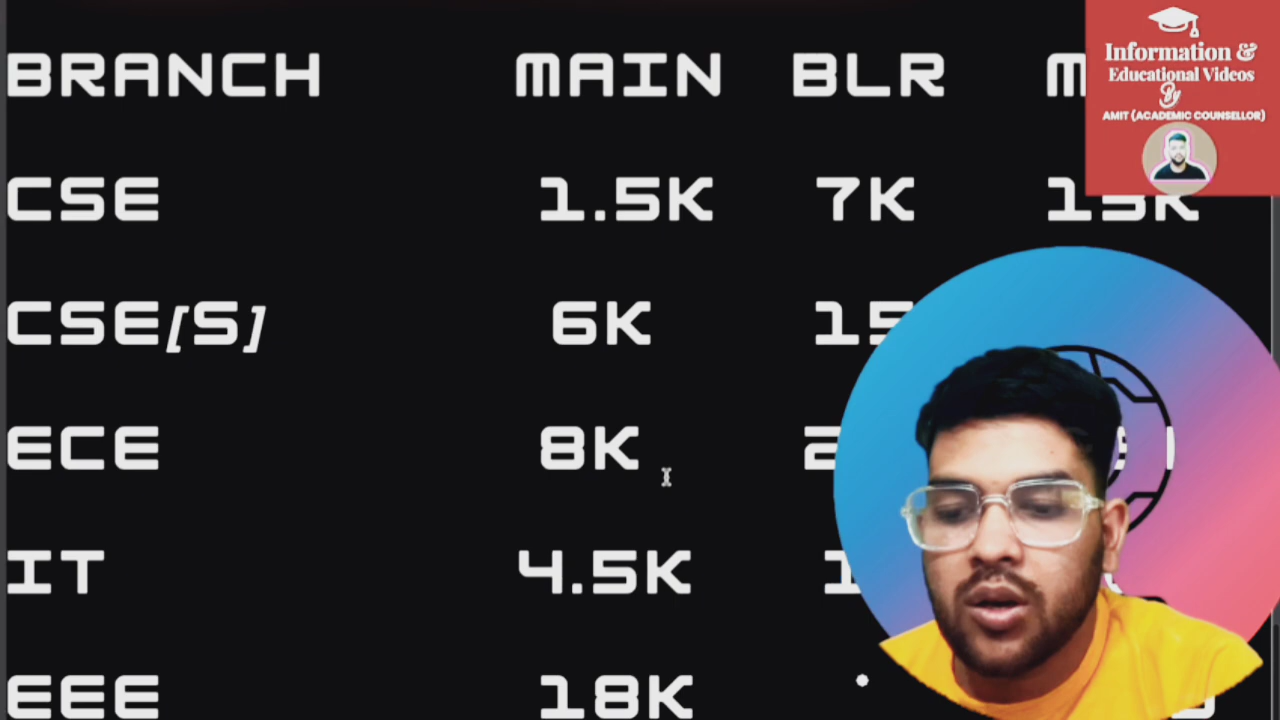 BRANCH MAIN BLR
CSE 1.5K 7K 15K
CSE[S] 6K
ECE 8K
IT 4.5K
EEE 18K
Information &
Educational Videos
By
AMIT (ACADEMIC COUNSELLOR)